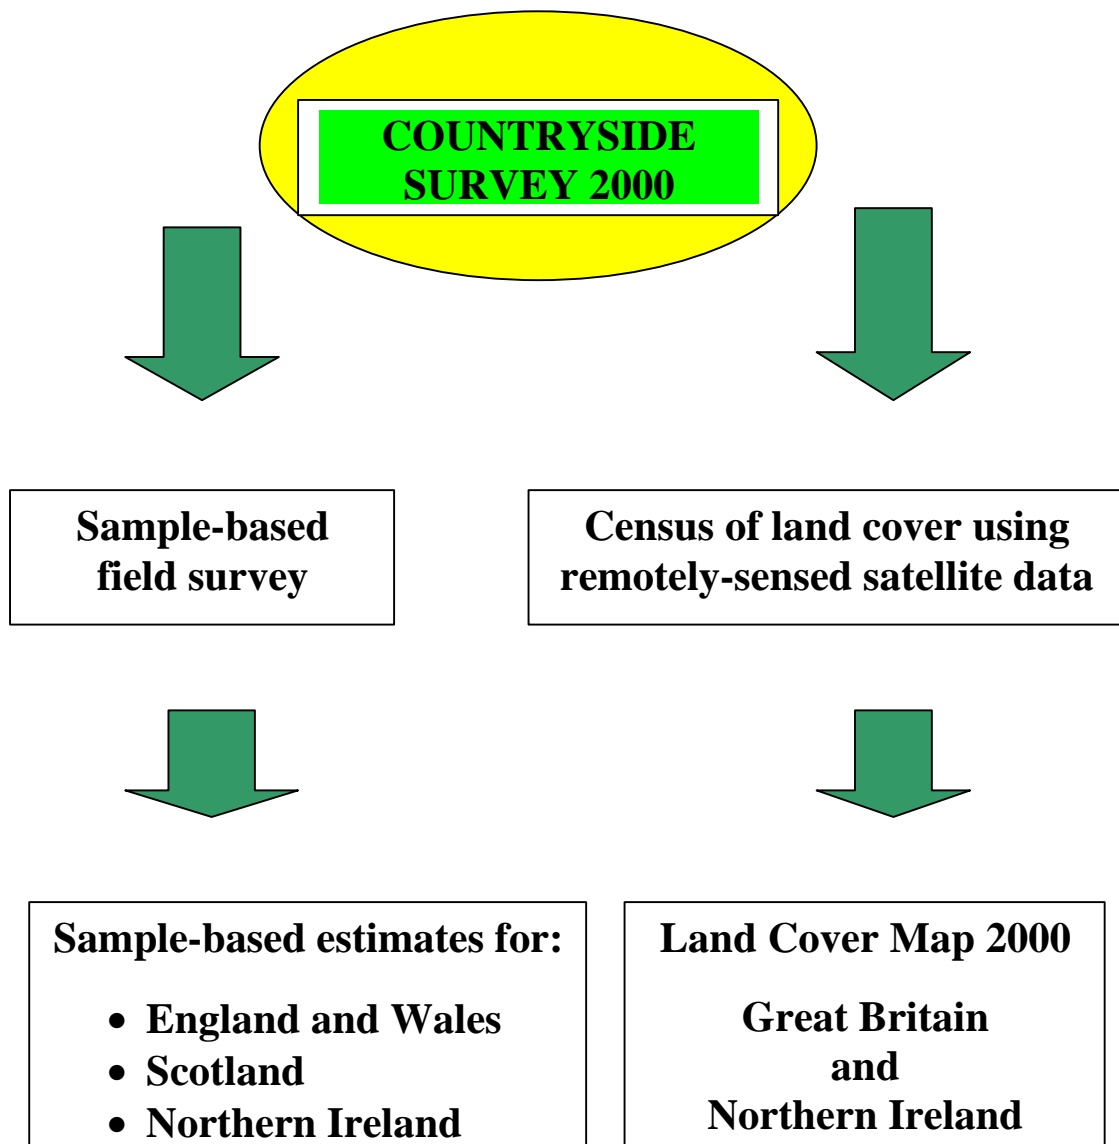 COUNTRYSIDE
SURVEY 2000
Sample-based
field survey
Census of land cover using
remotely-sensed satellite data
Sample-based estimates for:
• England and Wales
• Scotland
• Northern Ireland
Land Cover Map 2000
Great Britain
and
Northern Ireland